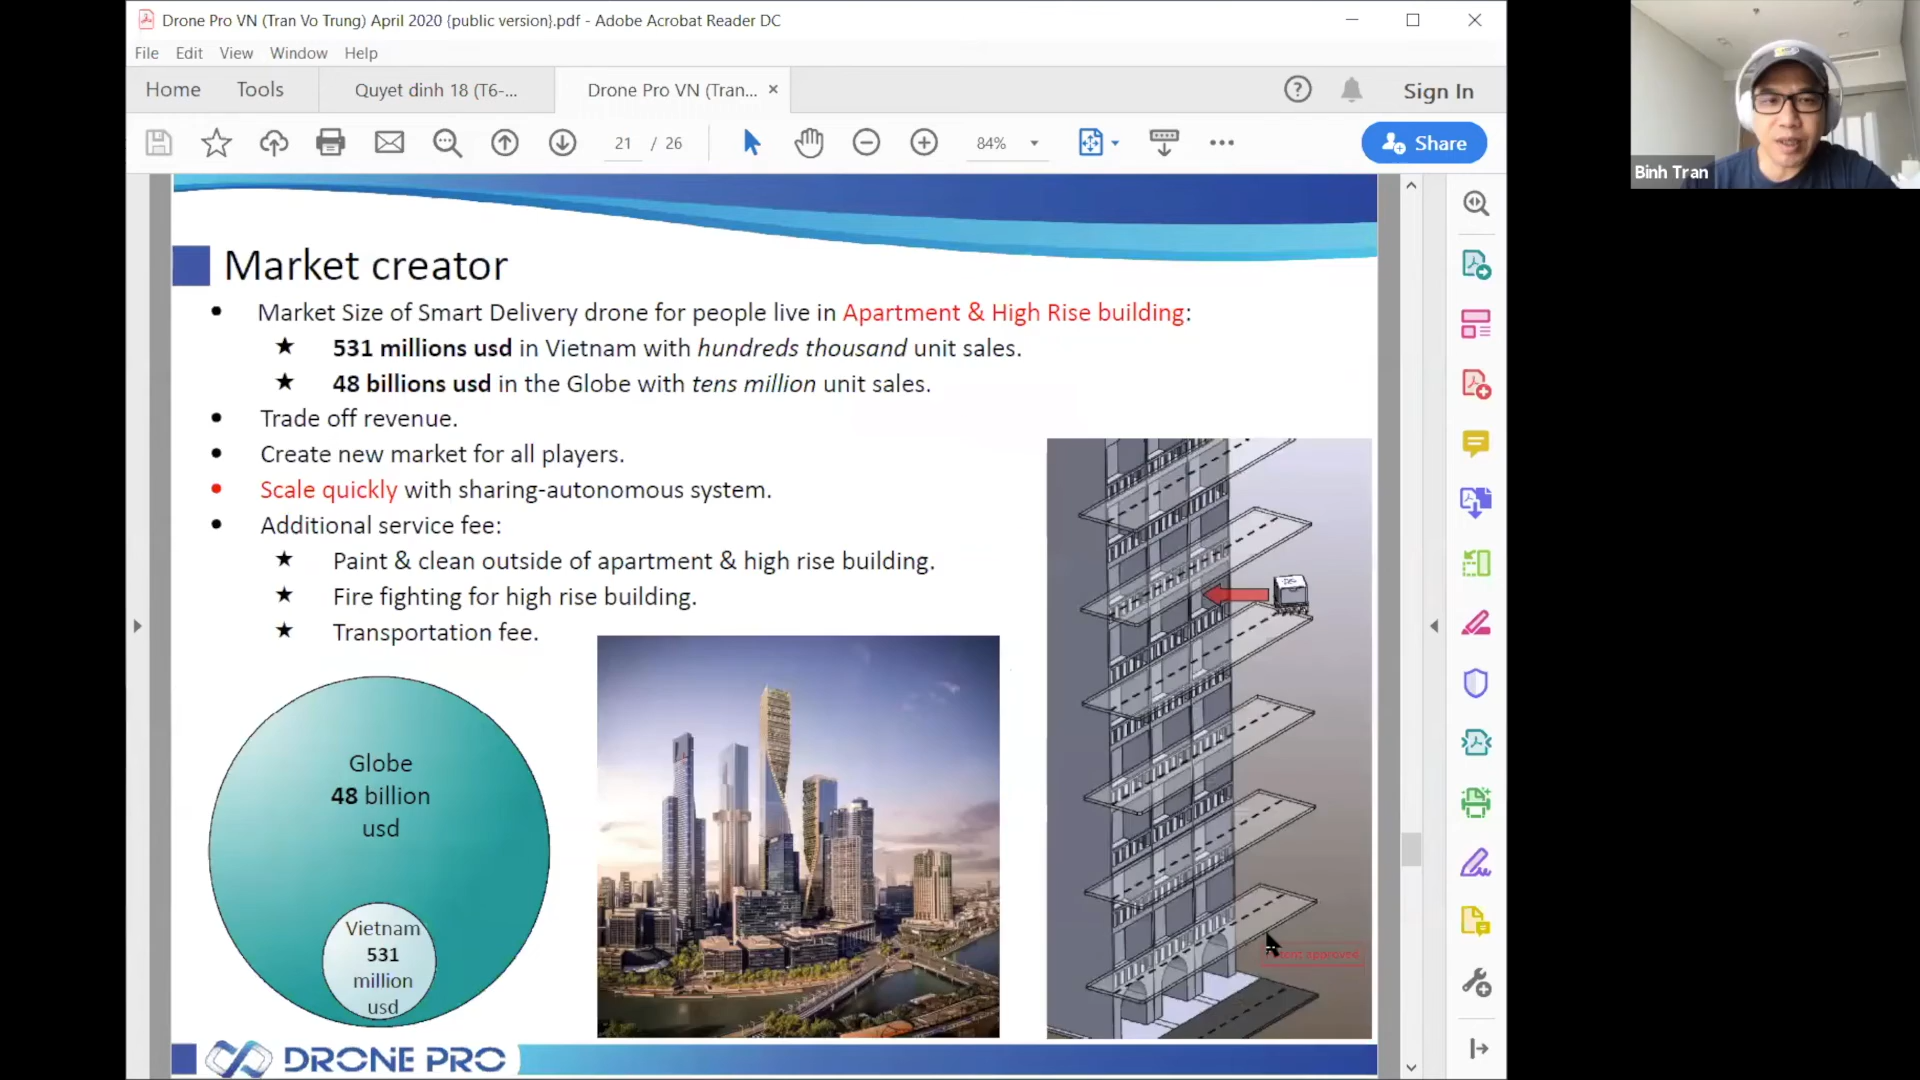 Drone Pro VN (Tran Vo Trung) April 2020 {public version}.pdf - Adobe Acrobat Reader DC
File Edit View Window Help
Home Tools Quyet dinh 18 (T6-... Drone Pro VN (Tran... × Sign In
21 / 26 84% Share
Binh Tran
Market creator
• Market Size of Smart Delivery drone for people live in Apartment & High Rise building:
★ 531 millions usd in Vietnam with hundreds thousand unit sales.
★ 48 billions usd in the Globe with tens million unit sales.
• Trade off revenue.
• Create new market for all players.
• Scale quickly with sharing-autonomous system.
• Additional service fee:
★ Paint & clean outside of apartment & high rise building.
★ Fire fighting for high rise building.
★ Transportation fee.
Globe
48 billion
usd
Vietnam
531
million
usd
approved
DRONE PRO